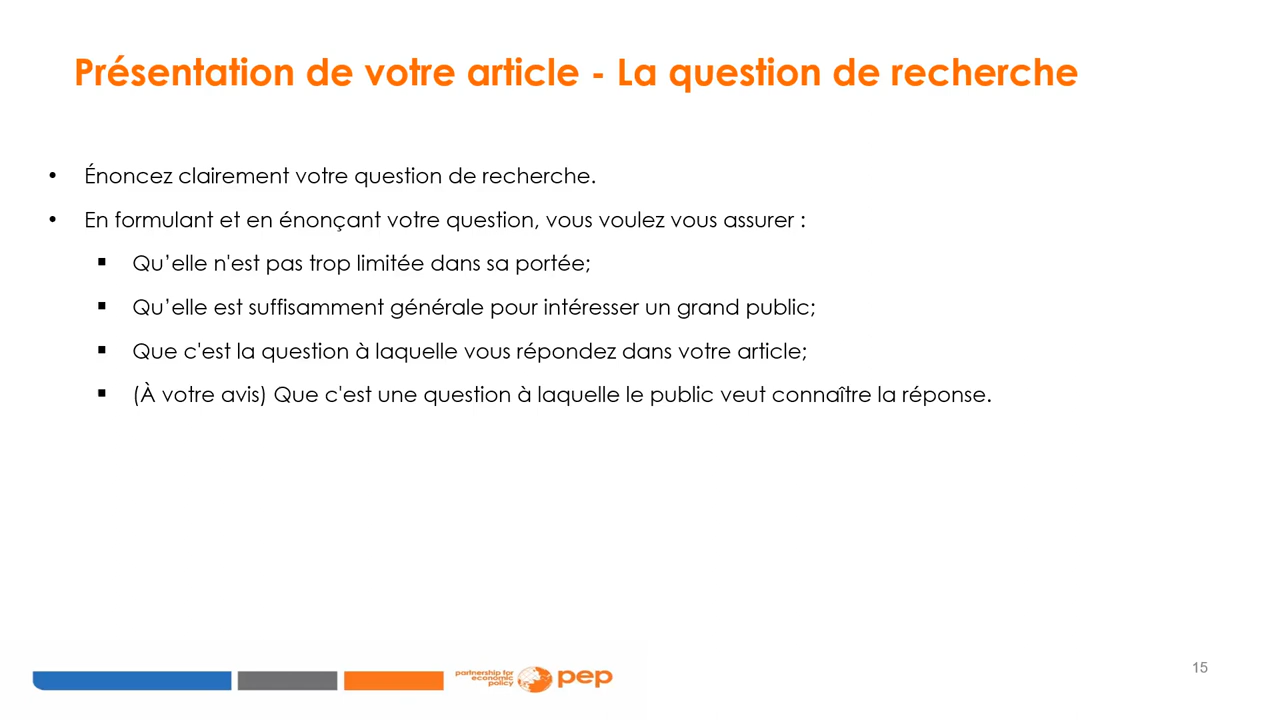 Présentation de votre article - La question de recherche
• Énoncez clairement votre question de recherche.
• En formulant et en énonçant votre question, vous voulez vous assurer :
▪ Qu’elle n'est pas trop limitée dans sa portée;
▪ Qu’elle est suffisamment générale pour intéresser un grand public;
▪ Que c'est la question à laquelle vous répondez dans votre article;
▪ (À votre avis) Que c'est une question à laquelle le public veut connaître la réponse.
partnership for
economic
policy
pep
15